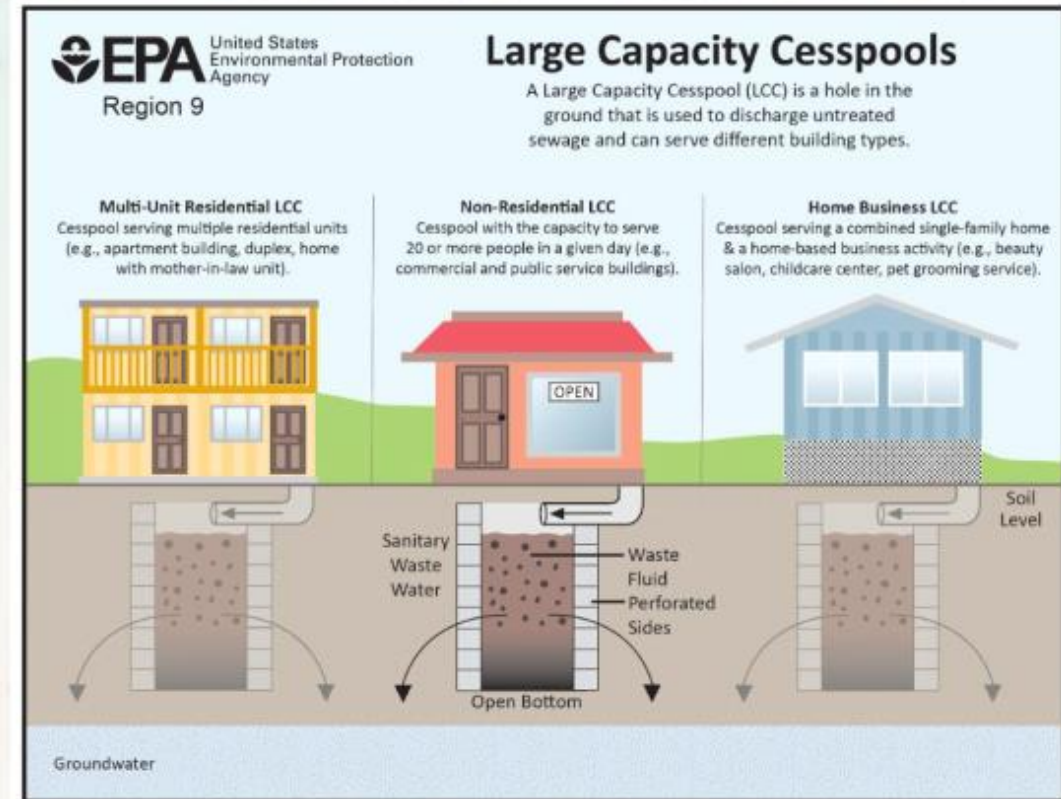 EPA
United States
Environmental Protection
Agency
Region 9
Large Capacity Cesspools
A Large Capacity Cesspool (LCC) is a hole in the
ground that is used to discharge untreated
sewage and can serve different building types.
Multi-Unit Residential LCC
Cesspool serving multiple residential units
(e.g., apartment building, duplex, home
with mother-in-law unit).
Non-Residential LCC
Cesspool with the capacity to serve
20 or more people in a given day (e.g.,
commercial and public service buildings).
Home Business LCC
Cesspool serving a combined single-family home
& a home-based business activity (e.g., beauty
salon, childcare center, pet grooming service).
OPEN
Soil
Level
Sanitary
Waste
Water
Waste
Fluid
Perforated
Sides
Open Bottom
Groundwater